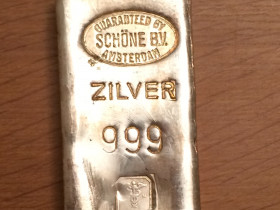 GUARANTEED BY
SCHÖNE B.V.
AMSTERDAM
ZILVER
999